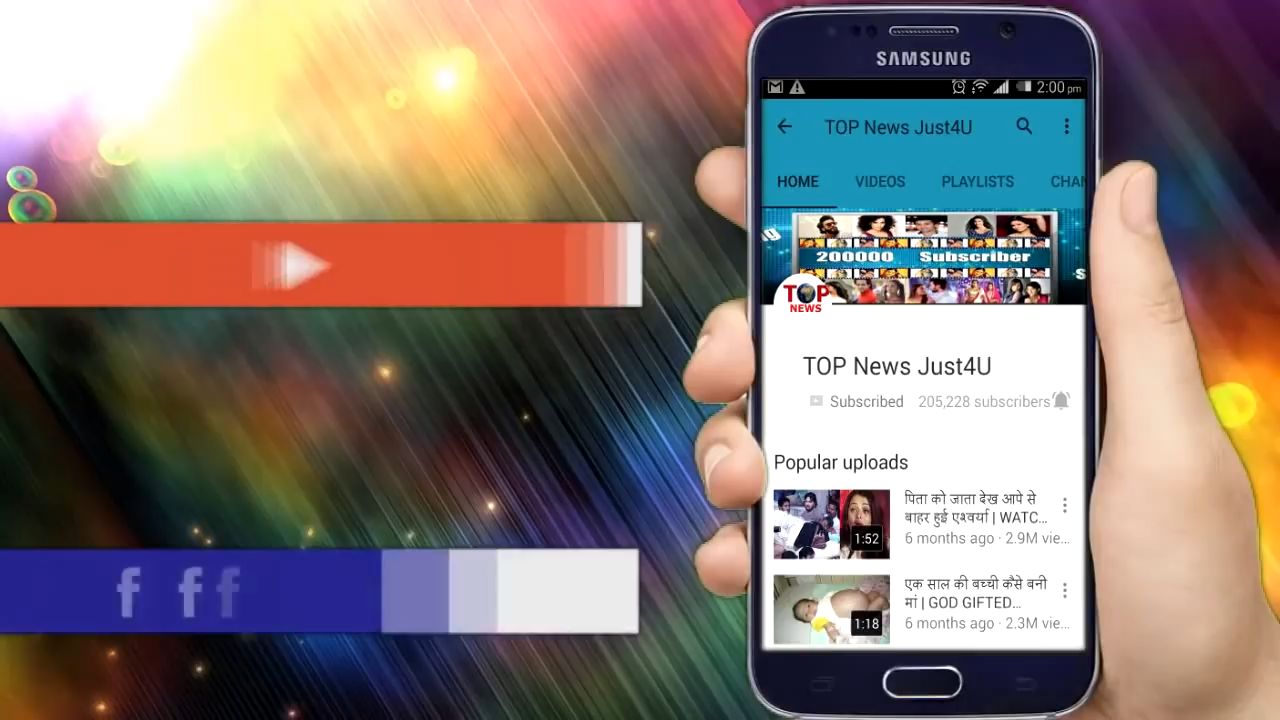 SAMSUNG
2:00 pm
TOP News Just4U
HOME VIDEOS PLAYLISTS CHAN
200000 Subscriber
TOP
NEWS
TOP News Just4U
Subscribed 205,228 subscribers
Popular uploads
पिता को जाता देख आपे से
बाहर हुई एश्वर्या | WATC...
6 months ago · 2.9M vie...
1:52
एक साल की बच्ची कैसे बनी
मां | GOD GIFTED...
6 months ago · 2.3M vie...
1:18
f f f